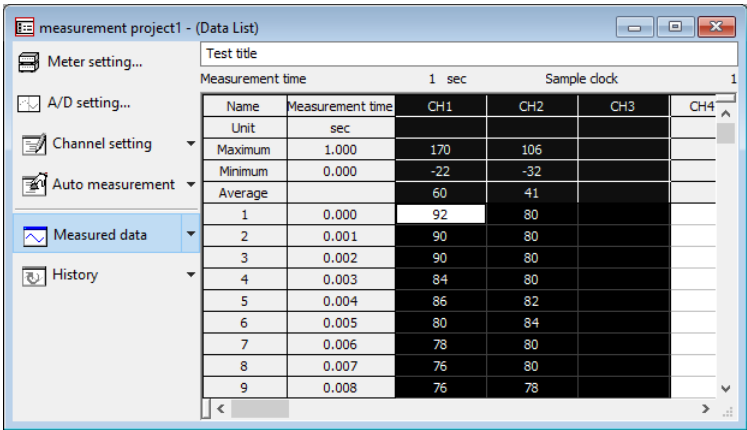 measurement project1 - (Data List)
Meter setting...
A/D setting...
Channel setting
Auto measurement
Measured data
History
Test title
Measurement time 1 sec Sample clock 1
Name Measurement time CH1 CH2 CH3 CH4
Unit sec
Maximum 1.000 170 106
Minimum 0.000 -22 -32
Average 60 41
1 0.000 92 80
2 0.001 90 80
3 0.002 90 80
4 0.003 84 80
5 0.004 86 82
6 0.005 80 84
7 0.006 78 80
8 0.007 76 80
9 0.008 76 78